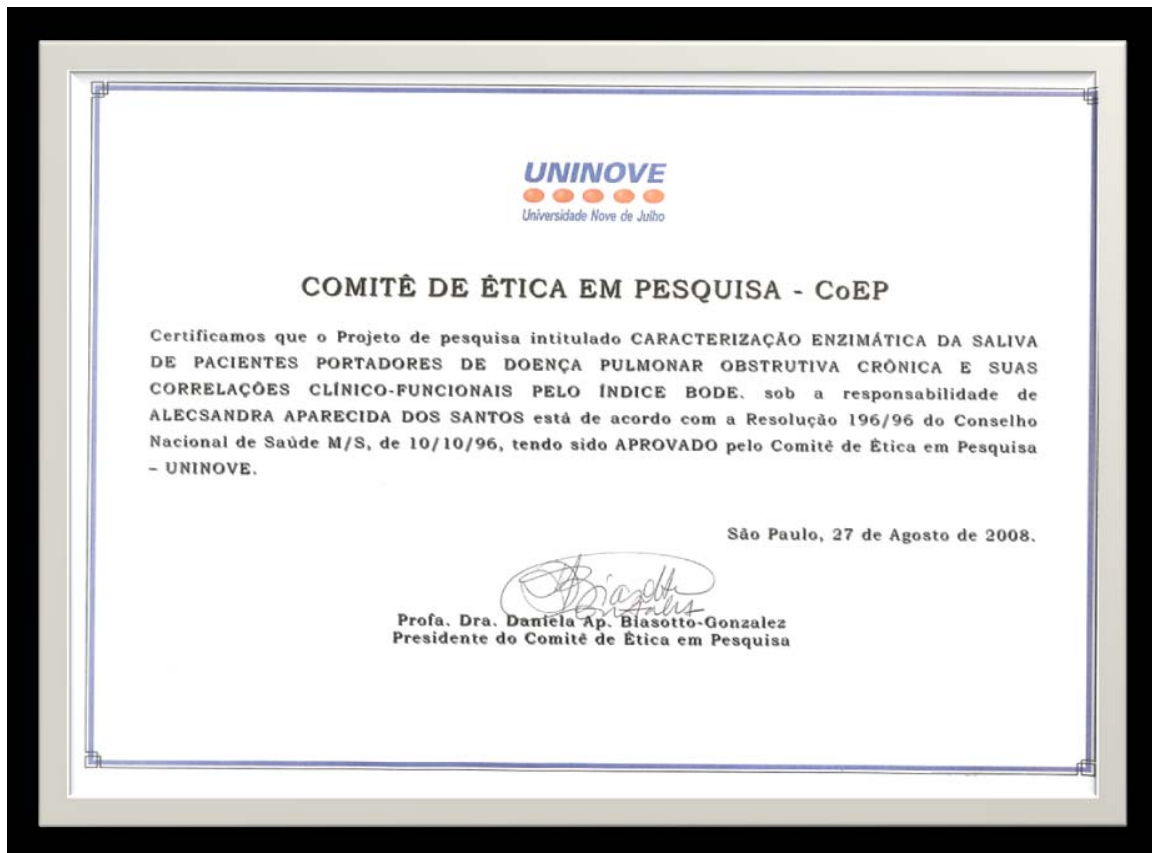 UNINOVE
Universidade Nove de Julho
COMITÊ DE ÉTICA EM PESQUISA - CoEP
Certificamos que o Projeto de pesquisa intitulado CARACTERIZAÇÃO ENZIMÁTICA DA SALIVA
DE PACIENTES PORTADORES DE DOENÇA PULMONAR OBSTRUTIVA CRÔNICA E SUAS
CORRELAÇÕES CLÍNICO-FUNCIONAIS PELO ÍNDICE BODE. sob a responsabilidade de
ALECSANDRA APARECIDA DOS SANTOS está de acordo com a Resolução 196/96 do Conselho
Nacional de Saúde M/S, de 10/10/96, tendo sido APROVADO pelo Comitê de Ética em Pesquisa
– UNINOVE.
São Paulo, 27 de Agosto de 2008.
Profa. Dra. Daniela Ap. Biasotto-Gonzalez
Presidente do Comitê de Ética em Pesquisa